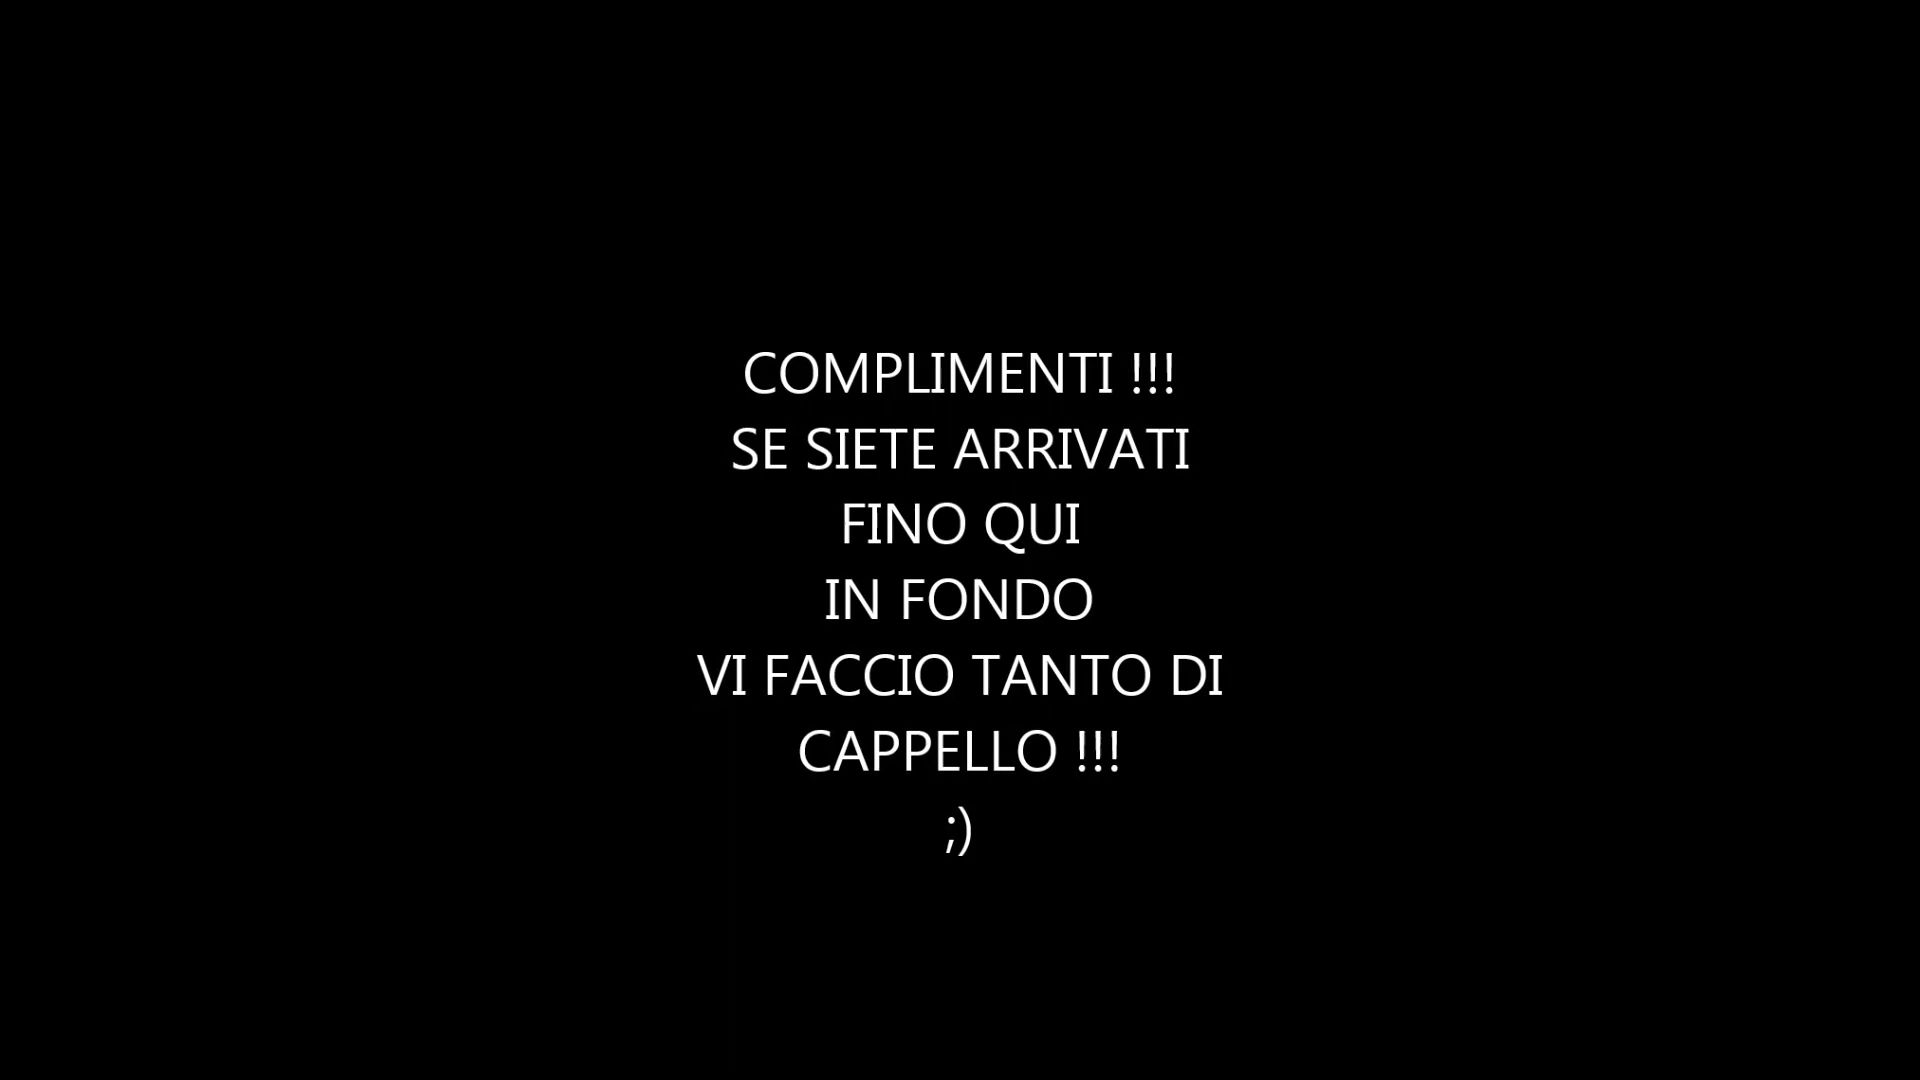 COMPLIMENTI !!!
SE SIETE ARRIVATI
FINO QUI
IN FONDO
VI FACCIO TANTO DI
CAPPELLO !!!
;)